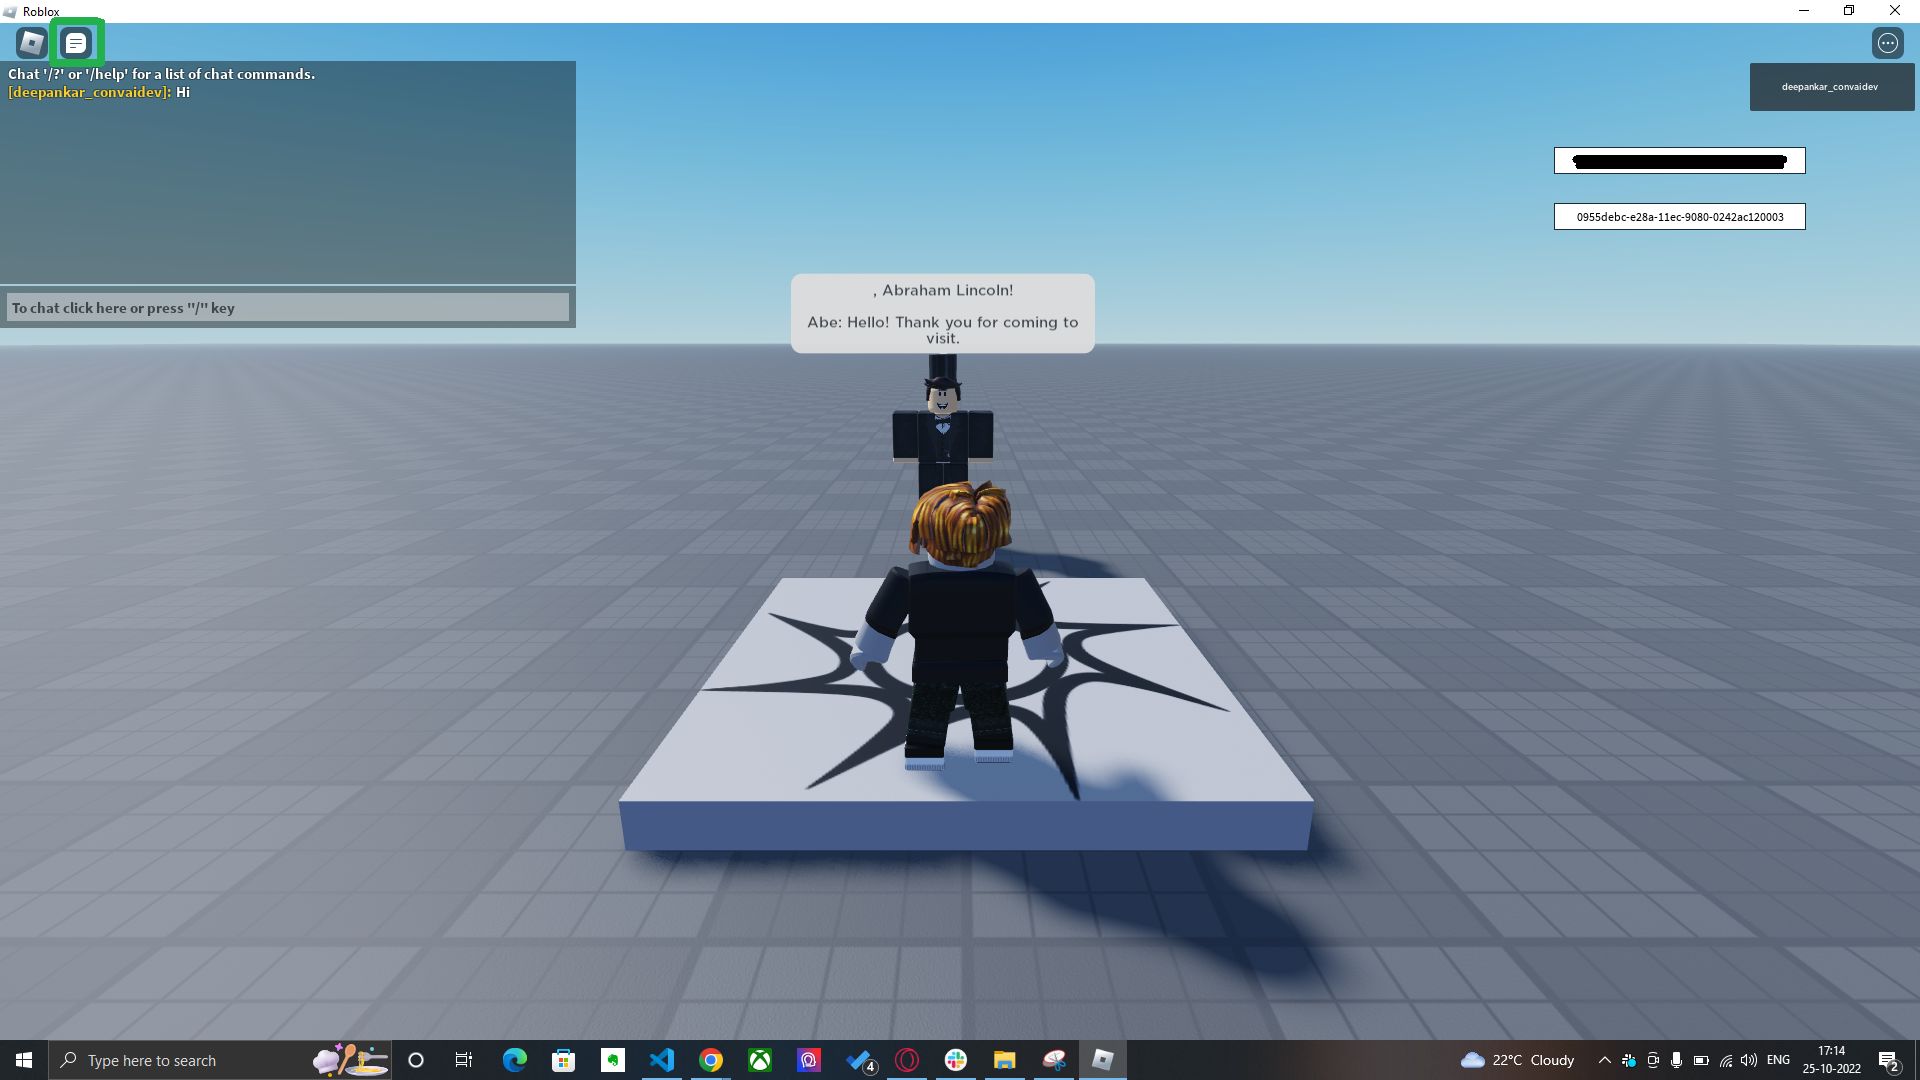 Roblox
Chat '/?' or '/help' for a list of chat commands.
[deepankar_convaidev]: Hi
To chat click here or press "/" key
deepankar_convaidev
0955debc-e28a-11ec-9080-0242ac120003
, Abraham Lincoln!
Abe: Hello! Thank you for coming to
visit.
Type here to search
4
22°C Cloudy
ENG
17:14
25-10-2022
2